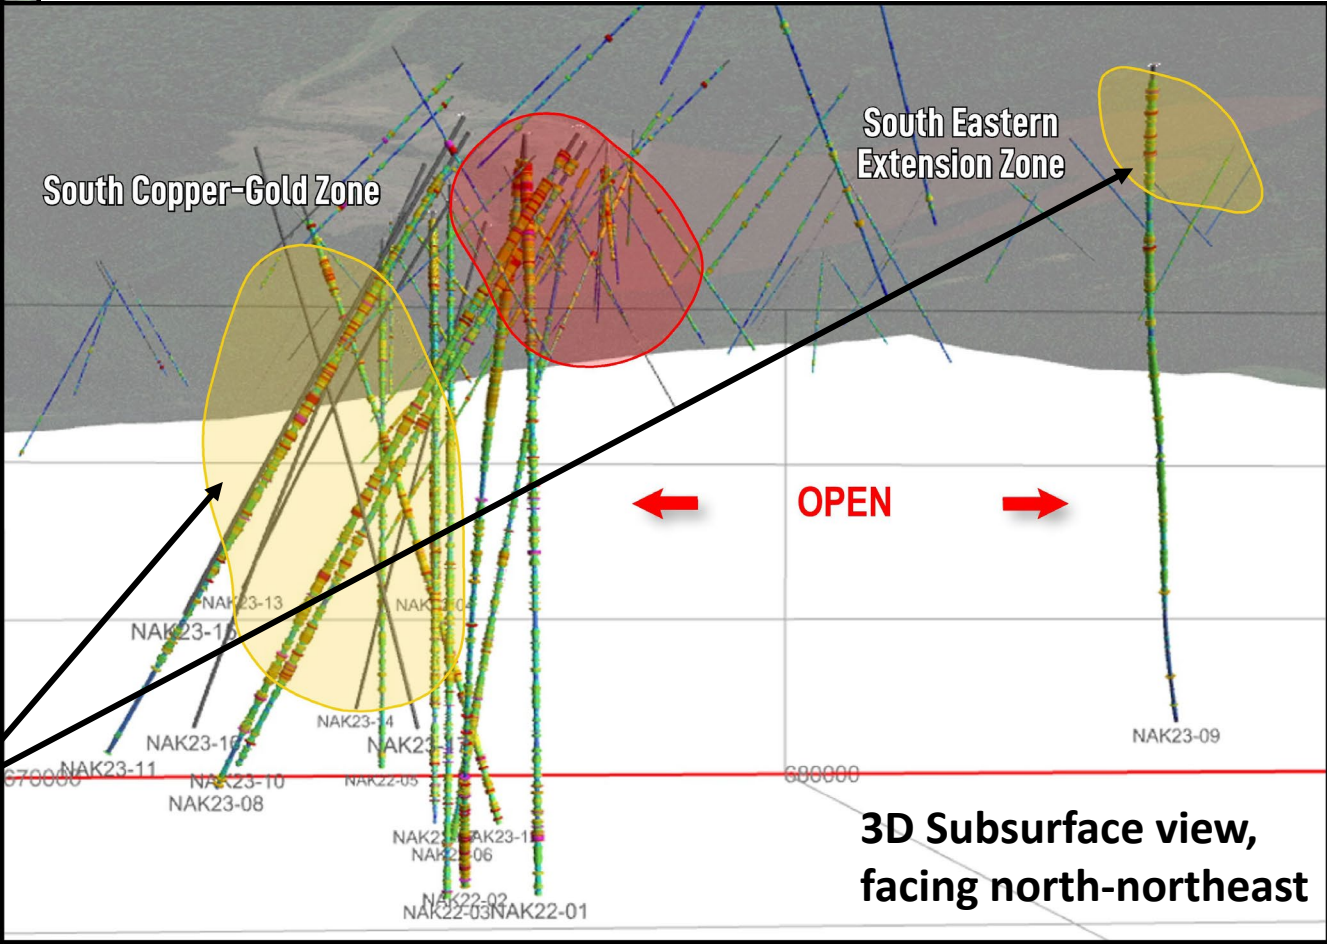 South Eastern
Extension Zone
South Copper-Gold Zone
OPEN
NAK23-13
NAK23-15
NAK23-14
NAK23-16
NAK23-09
NAK23-11
670000
NAK23-10
NAK22-05
680000
NAK23-08
3D Subsurface view,
facing north-northeast
NAK22-02
NAK22-03
NAK22-01